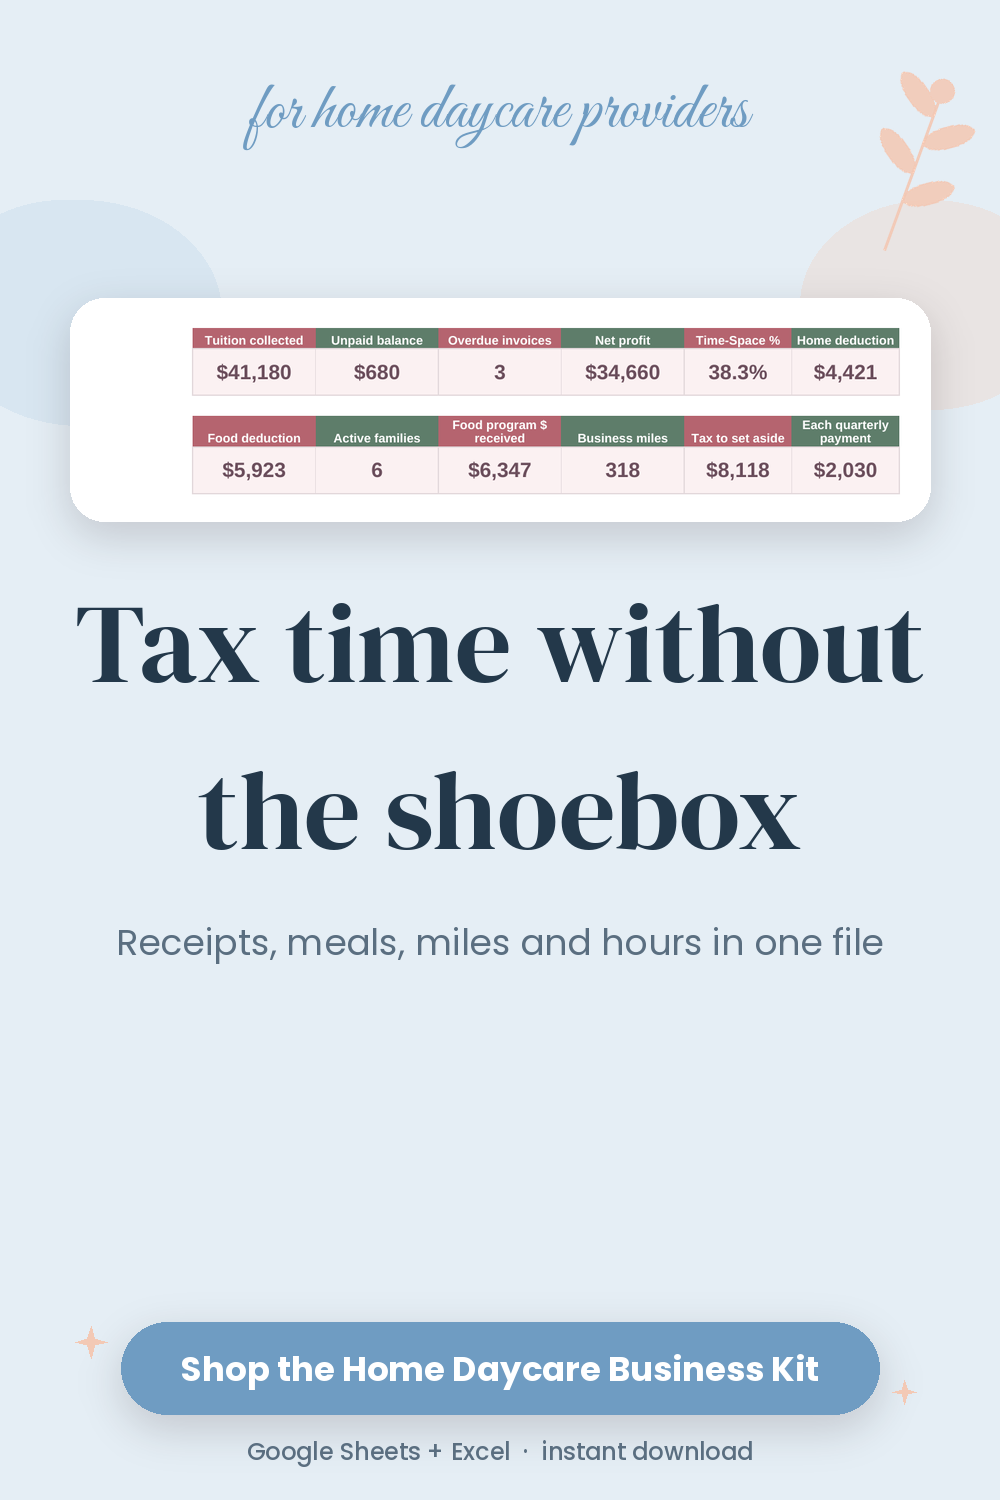 for home daycare providers
Tuition collected Unpaid balance Overdue invoices Net profit Time-Space % Home deduction
$41,180 $680 3 $34,660 38.3% $4,421
Food deduction Active families Food program $ received Business miles Tax to set aside Each quarterly payment
$5,923 6 $6,347 318 $8,118 $2,030
Tax time without
the shoebox
Receipts, meals, miles and hours in one file
Shop the Home Daycare Business Kit
Google Sheets + Excel · instant download